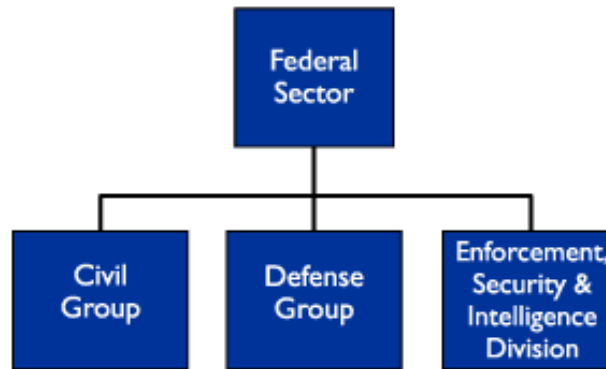 Federal
Sector
Civil
Group
Defense
Group
Enforcement,
Security &
Intelligence
Division